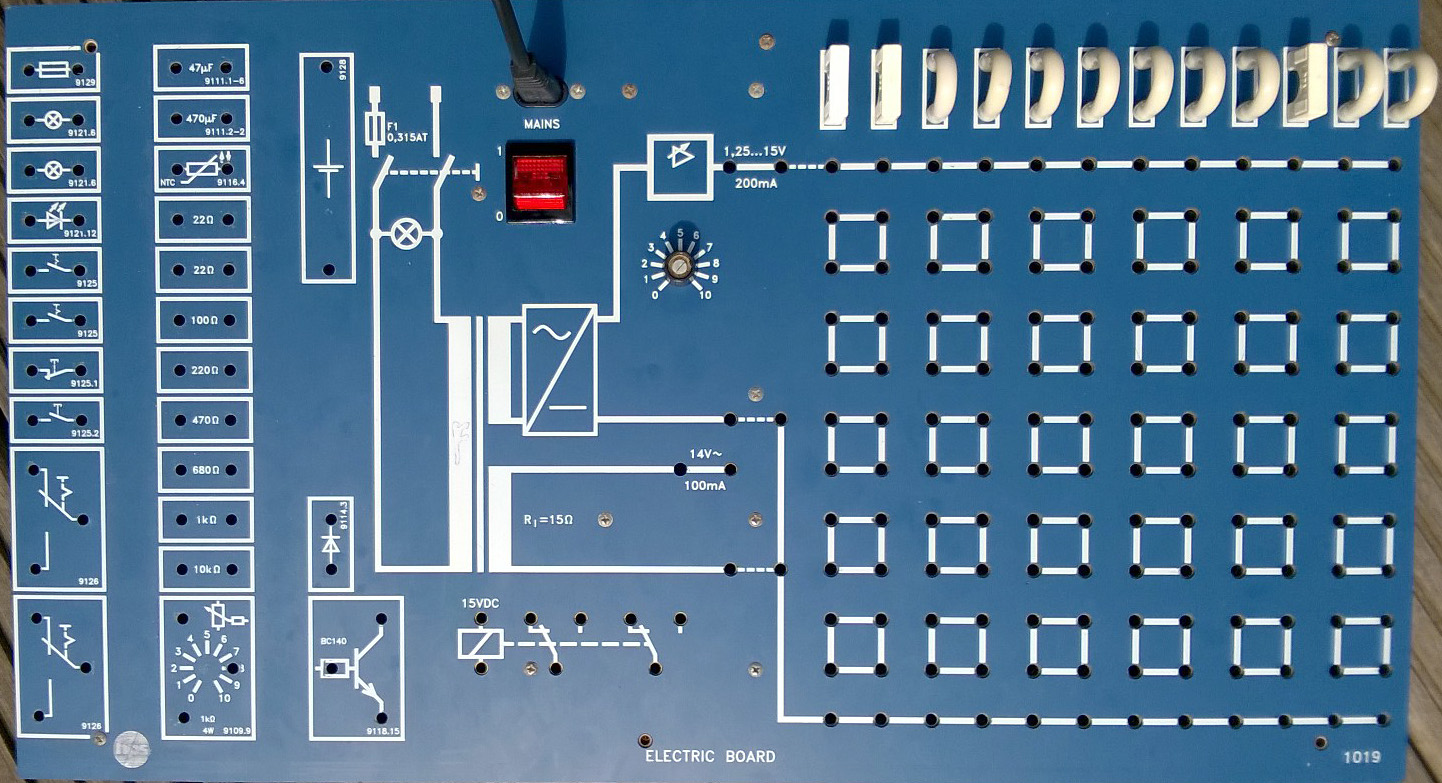 9129
9121.6
9121.6
9121.12
9125
9125
9125.1
9125.2
9126
9126
47µF
9111.1-6
470µF
9111.2-2
NTC
9116.4
22Ω
22Ω
100Ω
220Ω
470Ω
680Ω
1kΩ
10kΩ
0 1 2 3 4 5 6 7 8 9 10
1kΩ
4W 9109.9
9128
F1
0,315AT
9114.3
BC140
9118.15
MAINS
1
0
1,25...15V
200mA
0 1 2 3 4 5 6 7 8 9 10
14V~
100mA
R₁=15Ω
15VDC
ELECTRIC BOARD
1019